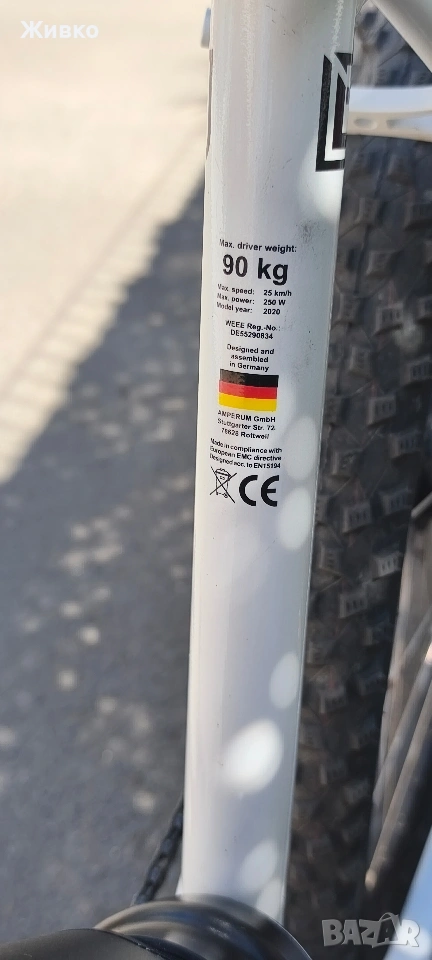 Живко
Max. driver weight:
90 kg
Max. speed: 25 km/h
Max. power: 250 W
Model year: 2020
WEEE Reg.-No.:
DE55290834
Designed and
assembled
in Germany
AMPERUM GmbH
Stuttgarter Str. 72
78628 Rottweil
Made in compliance with
European EMC directive
Designed acc. to EN15194
CE
BAZAR